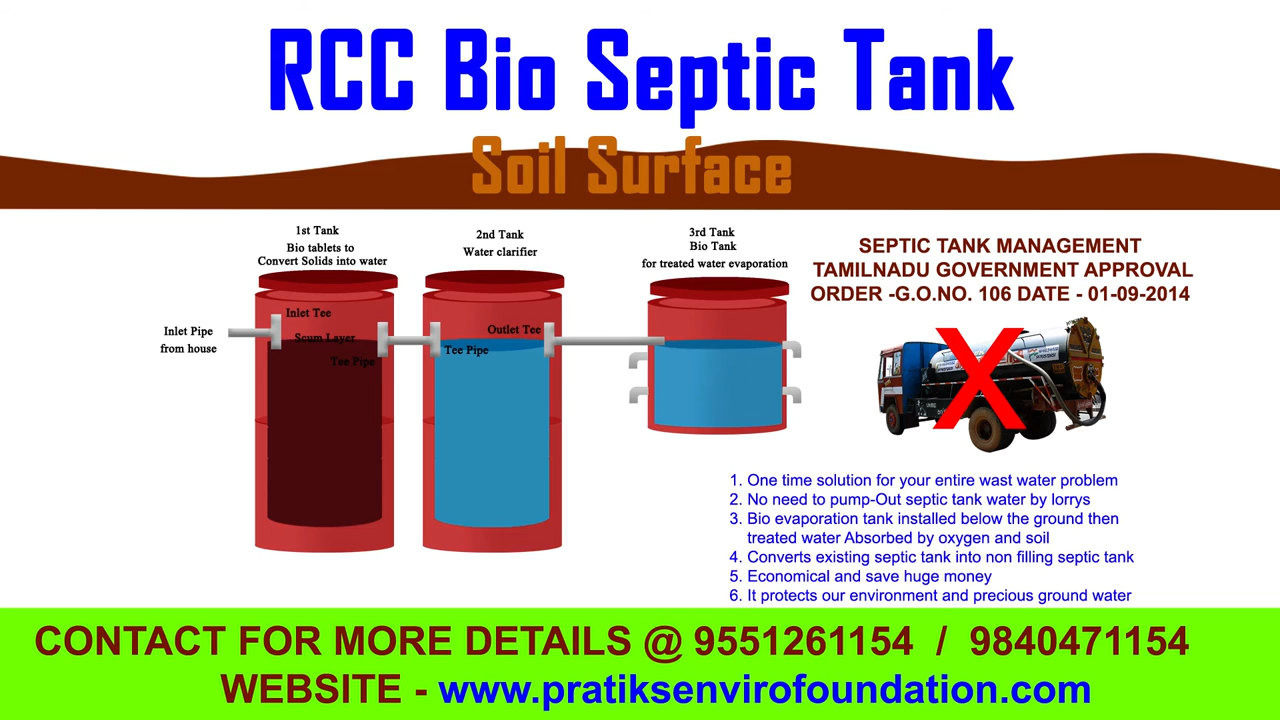 RCC Bio Septic Tank
Soil Surface
1st Tank
Bio tablets to
Convert Solids into water
2nd Tank
Water clarifier
3rd Tank
Bio Tank
for treated water evaporation
Inlet Pipe
from house
Inlet Tee
Scum Layer
Tee Pipe
Tee Pipe
Outlet Tee
SEPTIC TANK MANAGEMENT
TAMILNADU GOVERNMENT APPROVAL
ORDER -G.O.NO. 106 DATE - 01-09-2014
X
1. One time solution for your entire wast water problem
2. No need to pump-Out septic tank water by lorrys
3. Bio evaporation tank installed below the ground then
treated water Absorbed by oxygen and soil
4. Converts existing septic tank into non filling septic tank
5. Economical and save huge money
6. It protects our environment and precious ground water
CONTACT FOR MORE DETAILS @ 9551261154 / 9840471154
WEBSITE - www.pratiksenvirofoundation.com